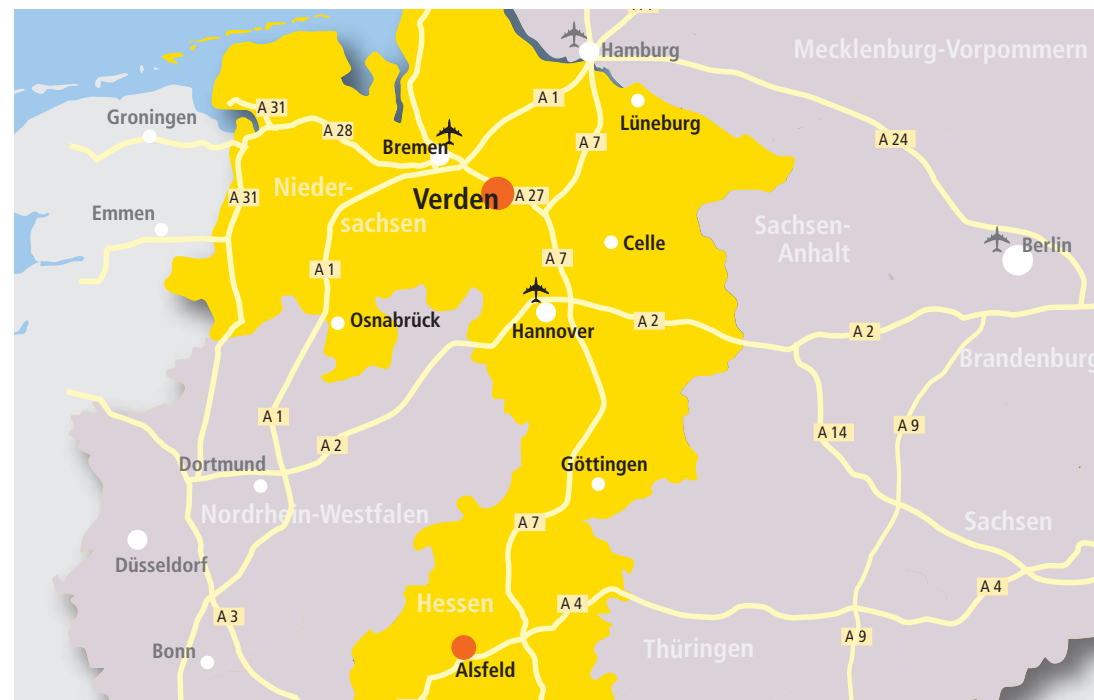 Hamburg
Mecklenburg-Vorpommern
A 31
A 1
Groningen
Lüneburg
A 28
Bremen
A 7
A 24
Nieder-
sachsen
Verden
A 27
A 31
Emmen
Sachsen-
Anhalt
Celle
Berlin
A 7
A 1
Osnabrück
Hannover
A 2
A 2
Brandenburg
A 1
A 2
A 14
A 9
Dortmund
Göttingen
Nordrhein-Westfalen
A 7
Sachsen
Düsseldorf
A 4
Hessen
A 4
A 3
A 9
Bonn
Thüringen
Alsfeld